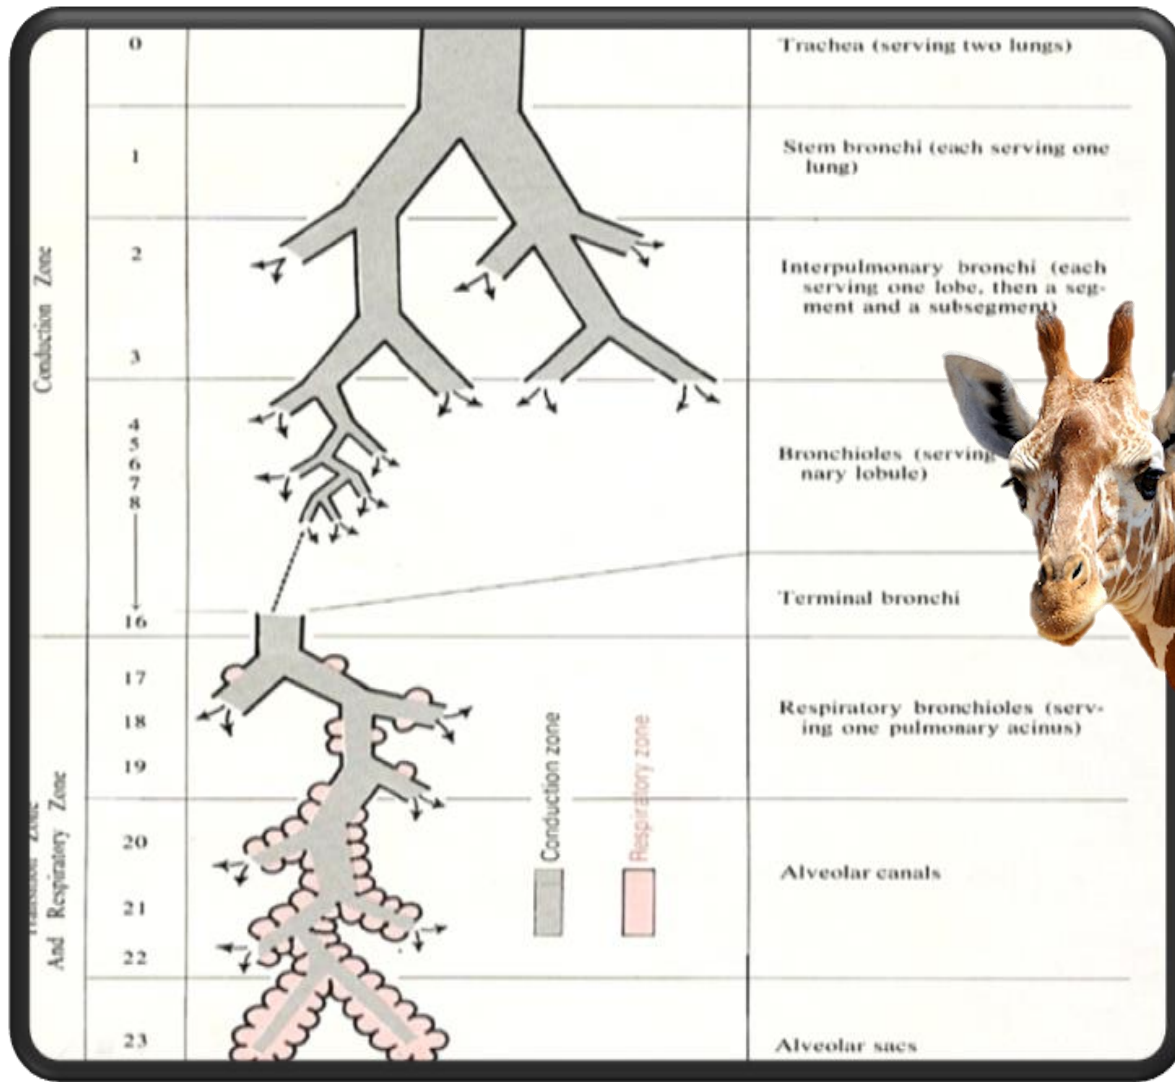 0
Trachea (serving two lungs)
1
Stem bronchi (each serving one
lung)
2
Interpulmonary bronchi (each
serving one lobe, then a seg-
ment and a subsegment)
3
4
5
6
7
8
Bronchioles (serving
nary lobule)
Conduction Zone
16
Terminal bronchi
17
18
19
Respiratory bronchioles (serv-
ing one pulmonary acinus)
Conduction zone
Respiratory zone
20
21
22
Alveolar canals
Zone
And Respiratory Zone
23
Alveolar sacs